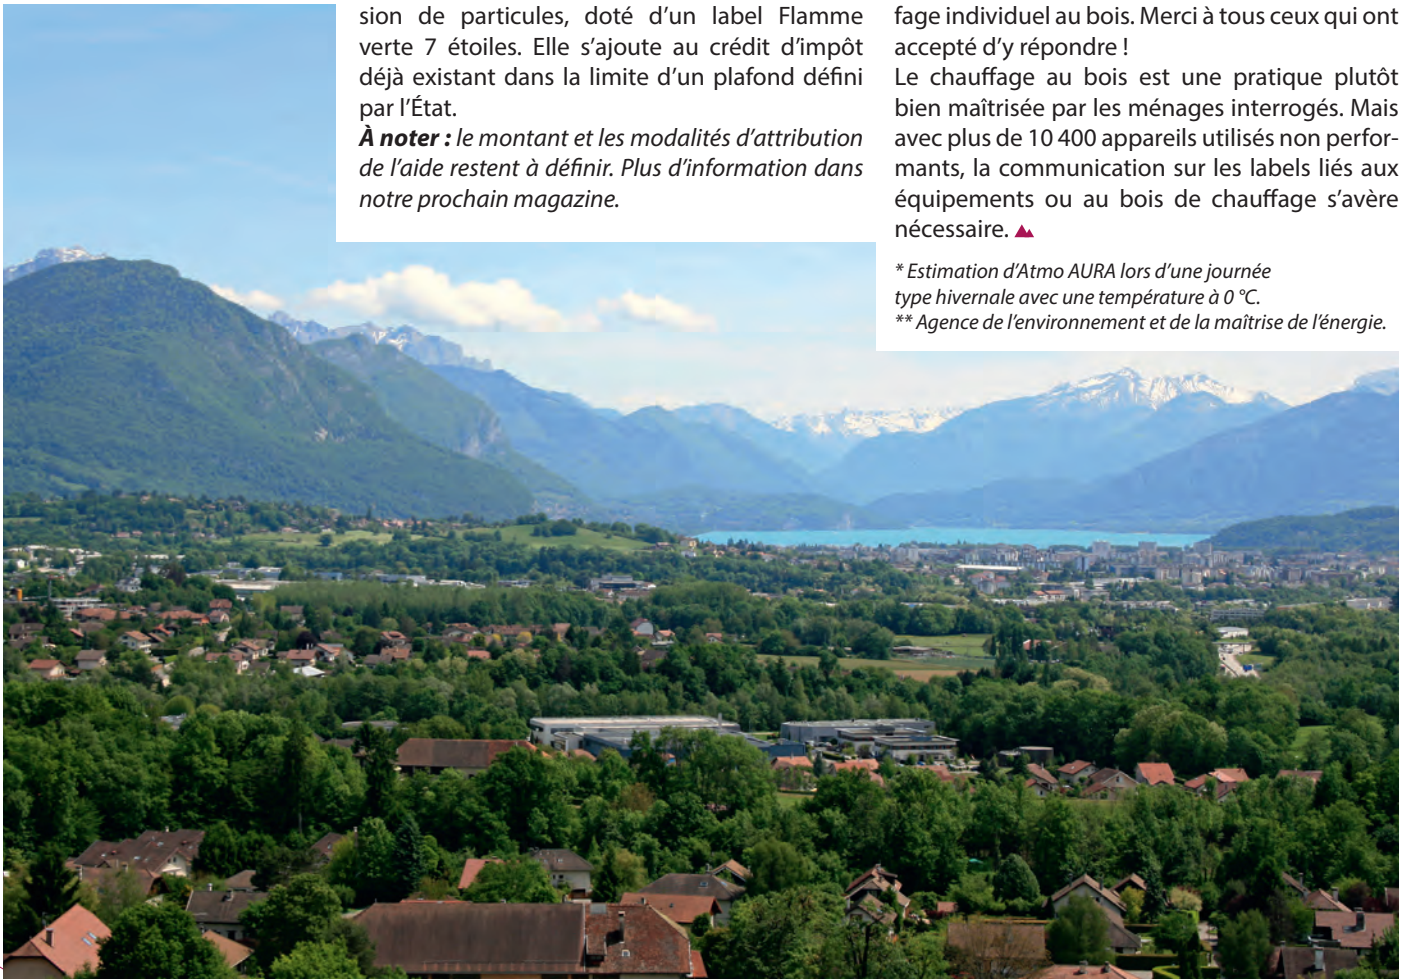 sion de particules, doté d’un label Flamme
verte 7 étoiles. Elle s’ajoute au crédit d’impôt
déjà existant dans la limite d’un plafond défini
par l’État.
À noter : le montant et les modalités d’attribution
de l’aide restent à définir. Plus d’information dans
notre prochain magazine.
fage individuel au bois. Merci à tous ceux qui ont
accepté d’y répondre !
Le chauffage au bois est une pratique plutôt
bien maîtrisée par les ménages interrogés. Mais
avec plus de 10 400 appareils utilisés non perfor-
mants, la communication sur les labels liés aux
équipements ou au bois de chauffage s’avère
nécessaire.
* Estimation d’Atmo AURA lors d’une journée
type hivernale avec une température à 0 °C.
** Agence de l’environnement et de la maîtrise de l’énergie.